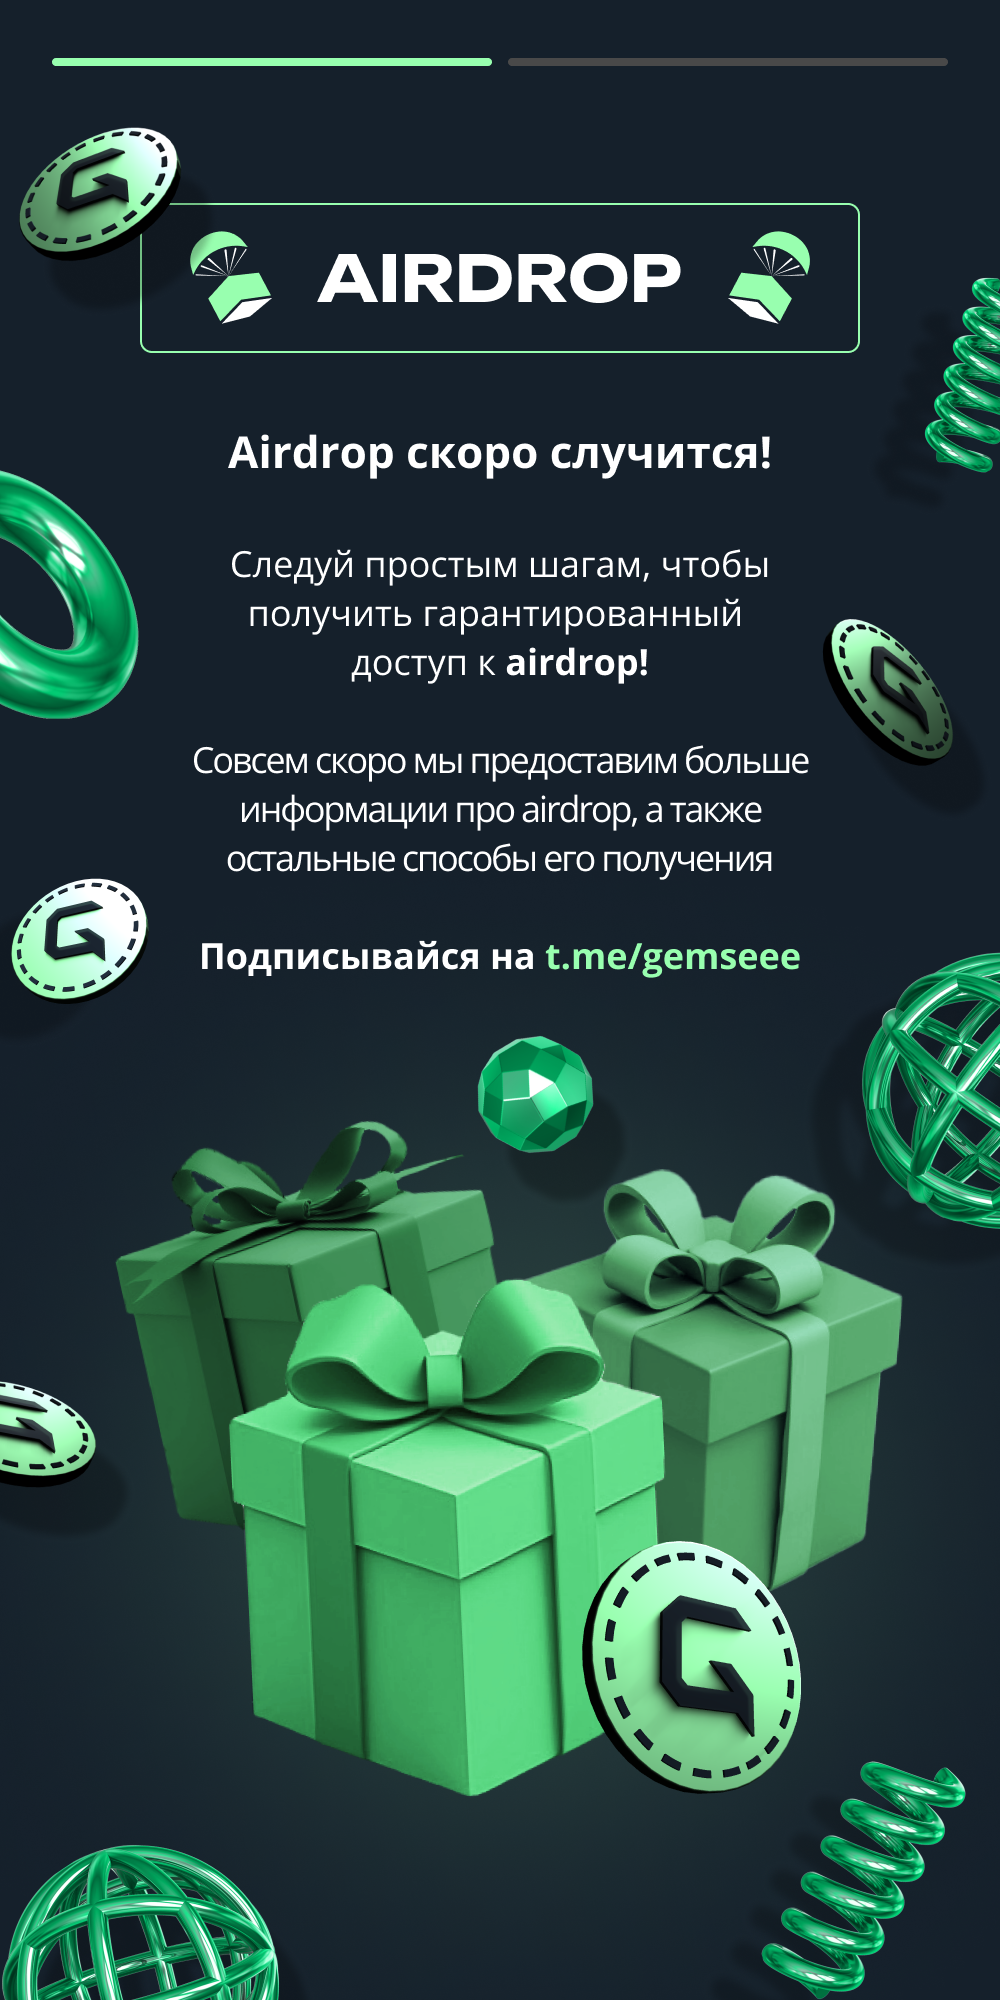 AIRDROP
Airdrop скоро случится!
Следуй простым шагам, чтобы
получить гарантированный
доступ к airdrop!
Совсем скоро мы предоставим больше
информации про airdrop, а также
остальные способы его получения
Подписывайся на t.me/gemseee